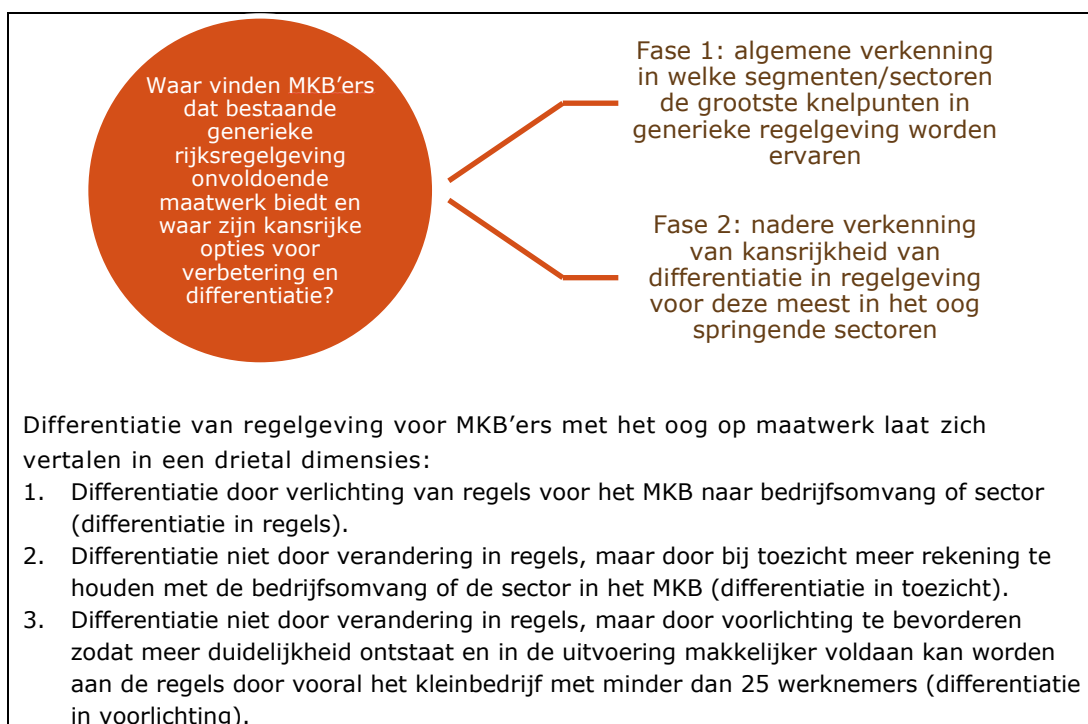 Waar vinden MKB’ers
dat bestaande
generieke
rijksregelgeving
onvoldoende
maatwerk biedt en
waar zijn kansrijke
opties voor
verbetering en
differentiatie?
Fase 1: algemene verkenning
in welke segmenten/sectoren
de grootste knelpunten in
generieke regelgeving worden
ervaren
Fase 2: nadere verkenning
van kansrijkheid van
differentiatie in regelgeving
voor deze meest in het oog
springende sectoren
Differentiatie van regelgeving voor MKB’ers met het oog op maatwerk laat zich
vertalen in een drietal dimensies:
1. Differentiatie door verlichting van regels voor het MKB naar bedrijfsomvang of sector
(differentiatie in regels).
2. Differentiatie niet door verandering in regels, maar door bij toezicht meer rekening te
houden met de bedrijfsomvang of de sector in het MKB (differentiatie in toezicht).
3. Differentiatie niet door verandering in regels, maar door voorlichting te bevorderen
zodat meer duidelijkheid ontstaat en in de uitvoering makkelijker voldaan kan worden
aan de regels door vooral het kleinbedrijf met minder dan 25 werknemers (differentiatie
in voorlichting).